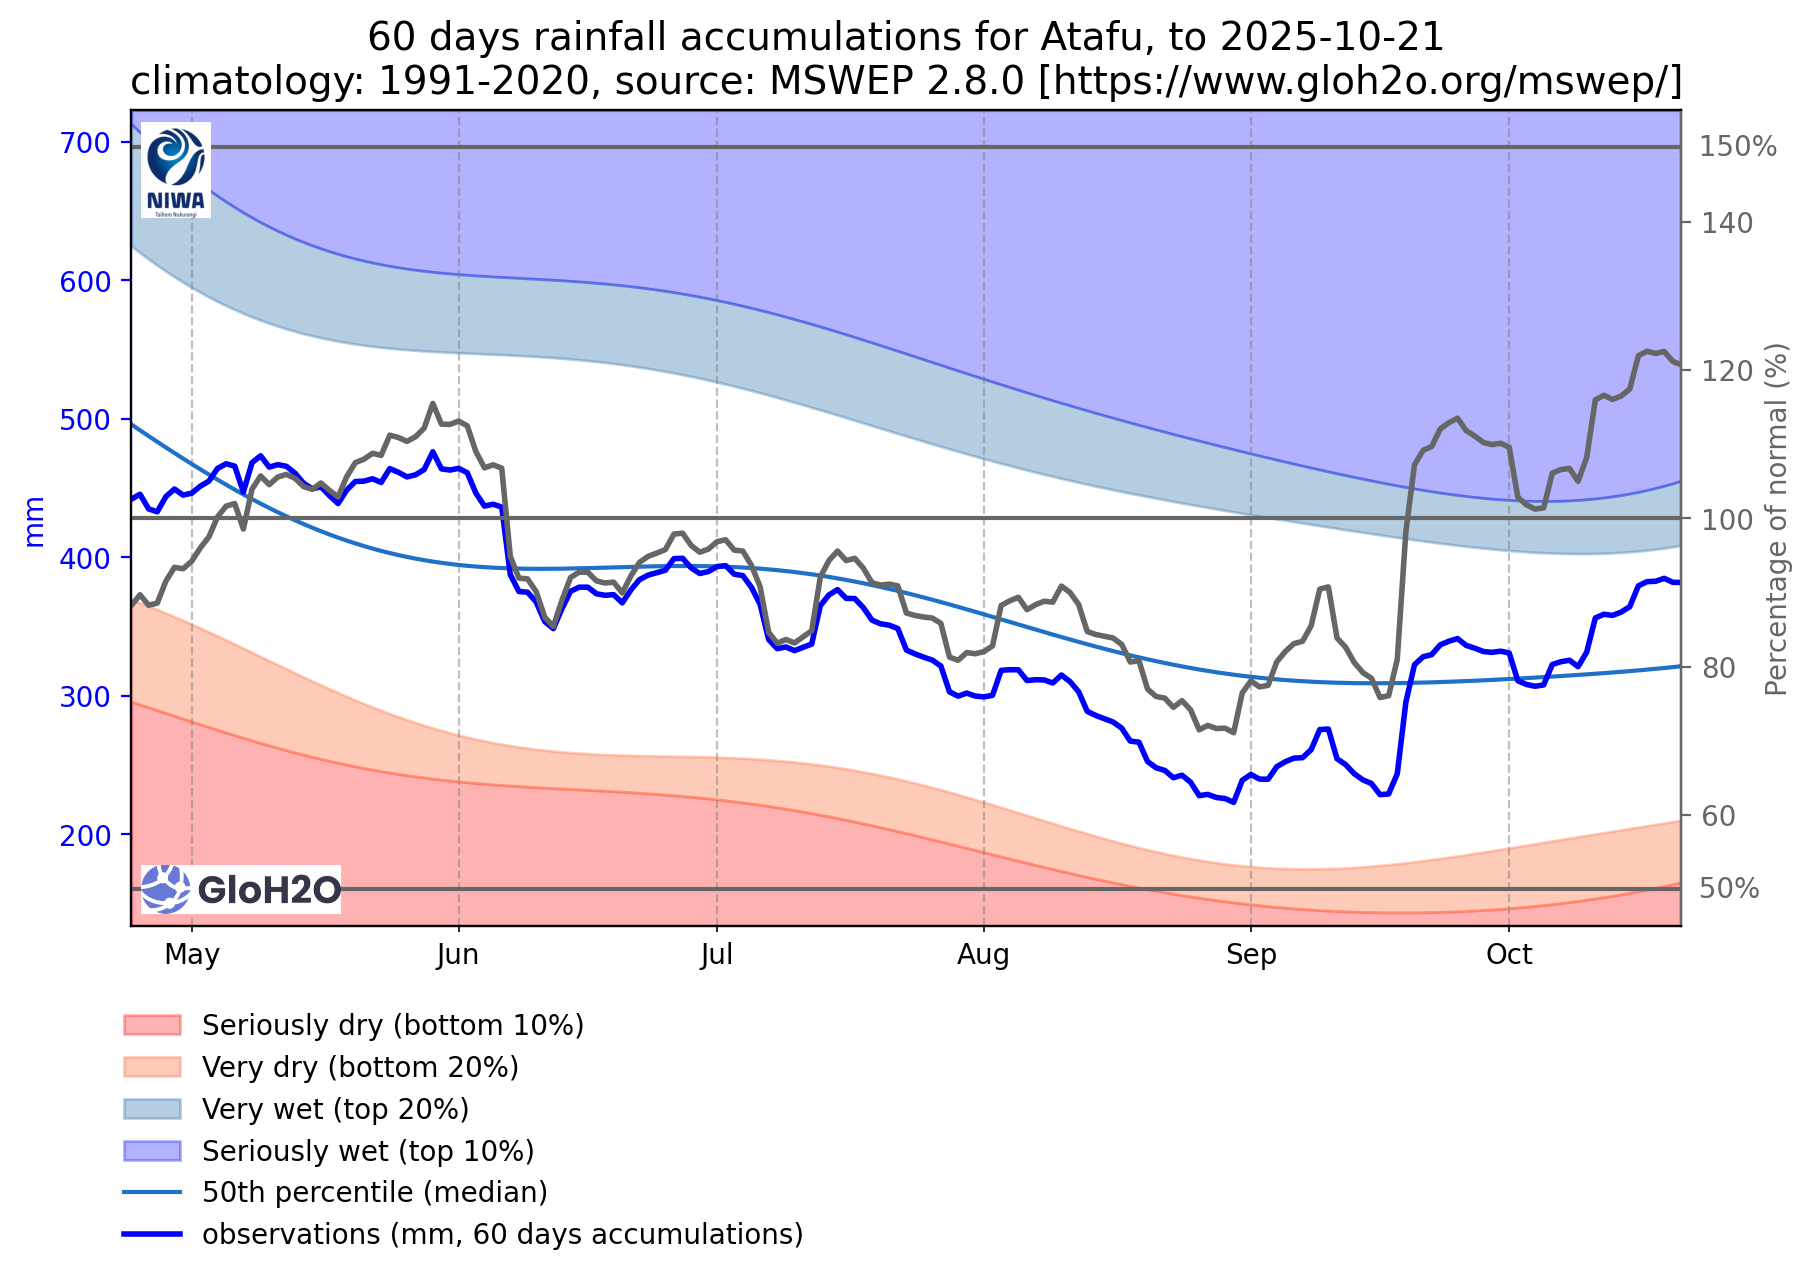 60 days rainfall accumulations for Atafu, to 2025-10-21
climatology: 1991-2020, source: MSWEP 2.8.0 [https://www.gloh2o.org/mswep/]
700
600
500
400
300
200
mm
NIWA
Taihoro Nukurangi
GloH2O
150%
140
120
100
80
60
50%
Percentage of normal (%)
May
Jun
Jul
Aug
Sep
Oct
Seriously dry (bottom 10%)
Very dry (bottom 20%)
Very wet (top 20%)
Seriously wet (top 10%)
50th percentile (median)
observations (mm, 60 days accumulations)